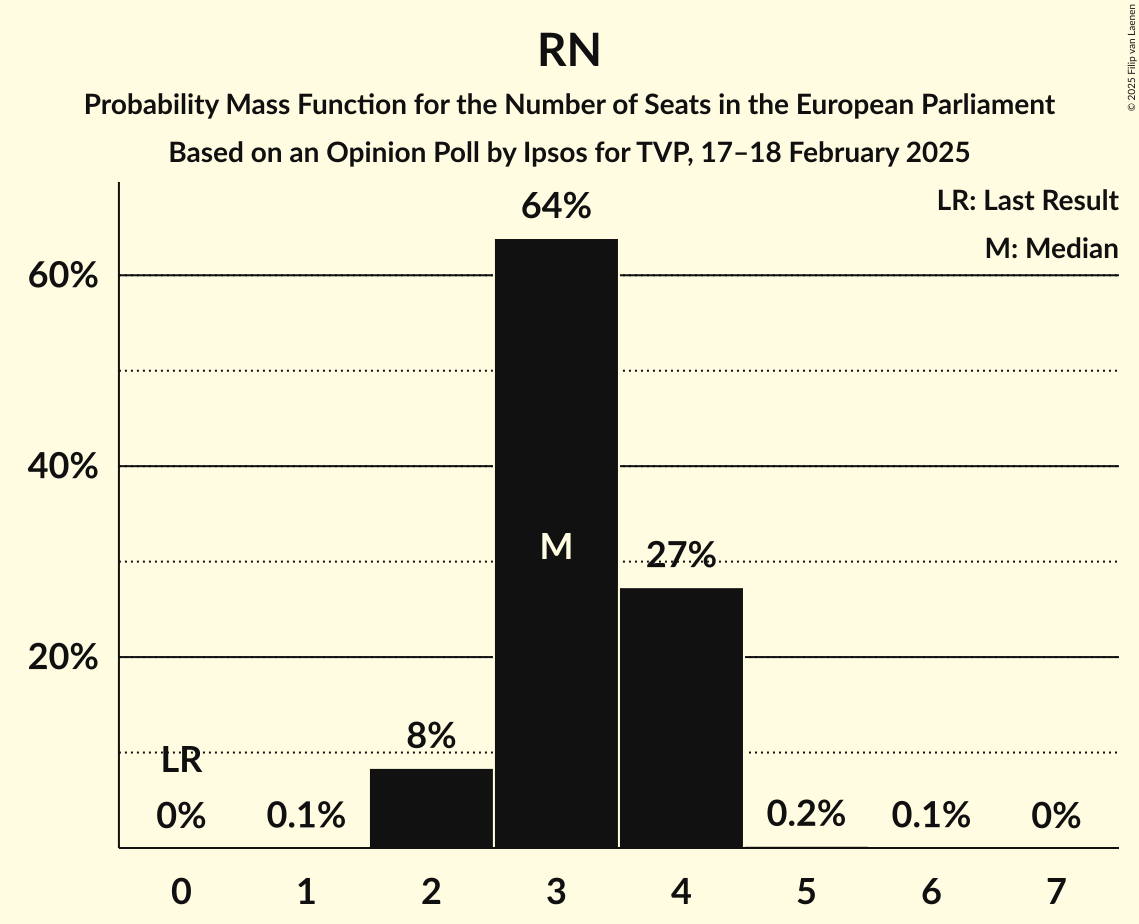 RN
Probability Mass Function for the Number of Seats in the European Parliament
Based on an Opinion Poll by Ipsos for TVP, 17–18 February 2025
© 2025 Filip van Laenen
LR: Last Result
M: Median
64%
60%
40%
M
27%
20%
8%
LR
0%
0.1%
0.2%
0.1%
0%
0 1 2 3 4 5 6 7